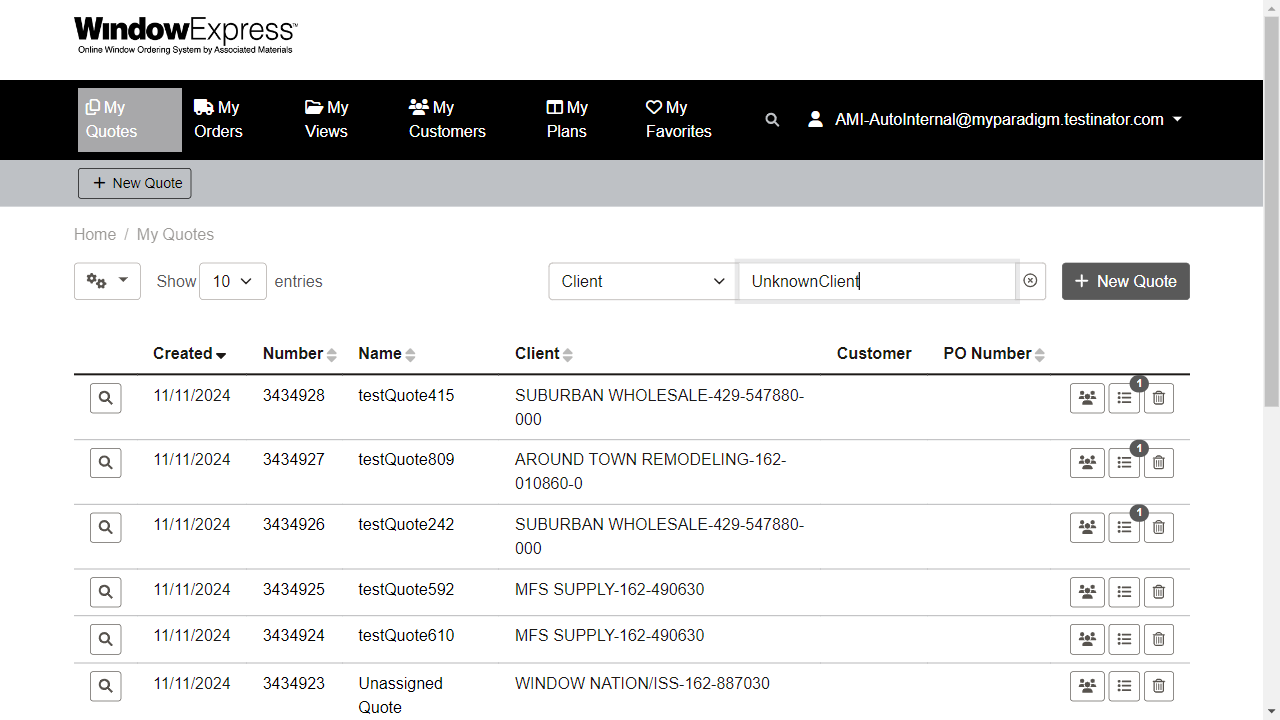 WindowExpress™
Online Window Ordering System by Associated Materials
My Quotes
My Orders
My Views
My Customers
My Plans
My Favorites
AMI-AutoInternal@myparadigm.testinator.com
New Quote
Home / My Quotes
Show 10 entries
Client
UnknownClient
New Quote
Created Number Name Client Customer PO Number
11/11/2024 3434928 testQuote415 SUBURBAN WHOLESALE-429-547880-
000
1
11/11/2024 3434927 testQuote809 AROUND TOWN REMODELING-162-
010860-0
1
11/11/2024 3434926 testQuote242 SUBURBAN WHOLESALE-429-547880-
000
1
11/11/2024 3434925 testQuote592 MFS SUPPLY-162-490630
11/11/2024 3434924 testQuote610 MFS SUPPLY-162-490630
11/11/2024 3434923 Unassigned WINDOW NATION/ISS-162-887030
Quote